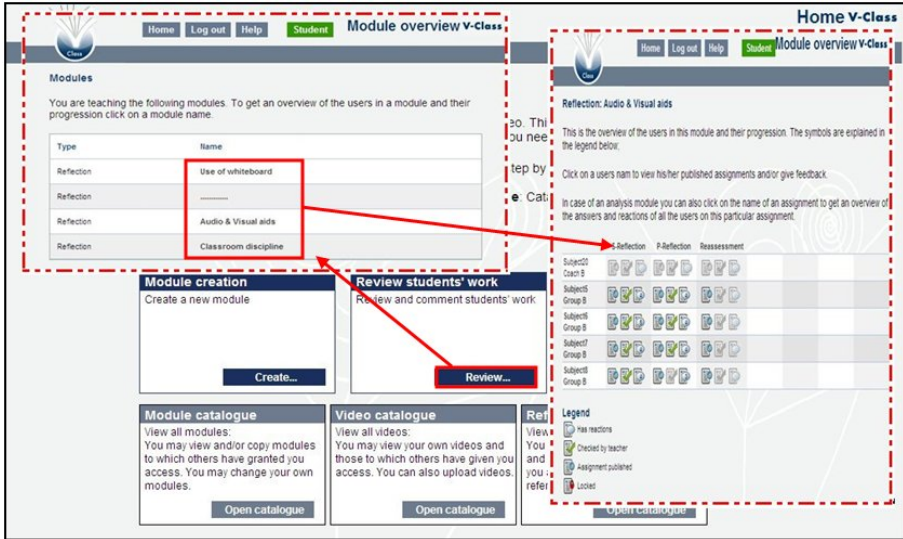 Home V-Class
Home Log out Help Student Module overview V-Class
Class
Modules
You are teaching the following modules. To get an overview of the users in a module and their
progression click on a module name.
Type Name
Reflection Use of whiteboard
Reflection ............
Reflection Audio & Visual aids
Reflection Classroom discipline
eo. Thi
ou nee
tep by
e: Cata
Home Log out Help Student Module overview V-Class
Class
Reflection: Audio & Visual aids
This is the overview of the users in this module and their progression. The symbols are explained in
the legend below;
Click on a users nam to view his/her published assignments and/or give feedback.
In case of an analysis module you can also click on the name of an assignment to get an overview of
the answers and reactions of all the users on this particular assignment.
S-Reflection P-Reflection Reassessment
Subject20
Coach B
Subject5
Group B
Subject6
Group B
Subject7
Group B
Subject8
Group B
Legend
Has reactions
Checked by teacher
Assignment published
Locked
Module creation
Create a new module
Create...
Review students' work
Review and comment students' work
Review...
Module catalogue
View all modules:
You may view and/or copy modules
to which others have granted you
access. You may change your own
modules.
Open catalogue
Video catalogue
View all videos:
You may view your own videos and
those to which others have given you
access. You can also upload videos.
Open catalogue
Ref
View
You
and
you a
refer
Open catalogue